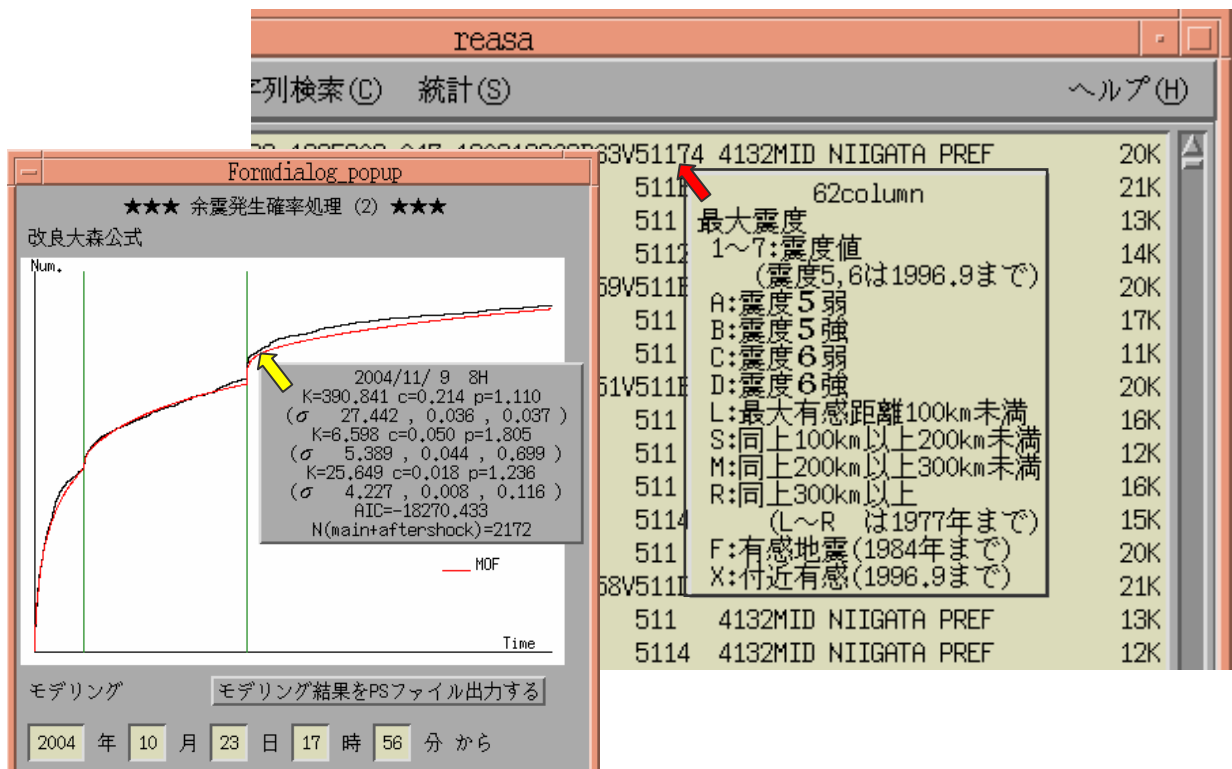 reasa
字列検索(C) 統計(S) ヘルプ(H)
63V51174 4132MID NIIGATA PREF 20K
511 21K
511 13K
5112 14K
59V511 20K
511 17K
511 11K
51V511 20K
511 16K
511 12K
511 16K
5114 15K
511 20K
58V511 21K
511 4132MID NIIGATA PREF 13K
5114 4132MID NIIGATA PREF 12K
62column
最大震度
1~7:震度値
(震度5,6は1996.9まで)
A:震度5弱
B:震度5強
C:震度6弱
D:震度6強
L:最大有感距離100km未満
S:同上100km以上200km未満
M:同上200km以上300km未満
R:同上300km以上
(L~R は1977年まで)
F:有感地震(1984年まで)
X:付近有感(1996.9まで)
Formdialog_popup
★★★ 余震発生確率処理 (2) ★★★
改良大森公式
Num.
2004/11/ 9 8H
K=390.841 c=0.214 p=1.110
(σ 27.442 , 0.036 , 0.037 )
K=6.598 c=0.050 p=1.805
(σ 5.389 , 0.044 , 0.699 )
K=25.649 c=0.018 p=1.236
(σ 4.227 , 0.008 , 0.116 )
AIC=-18270.433
N(main+aftershock)=2172
MOF
Time
モデリング モデリング結果をPSファイル出力する
2004 年 10 月 23 日 17 時 56 分 から